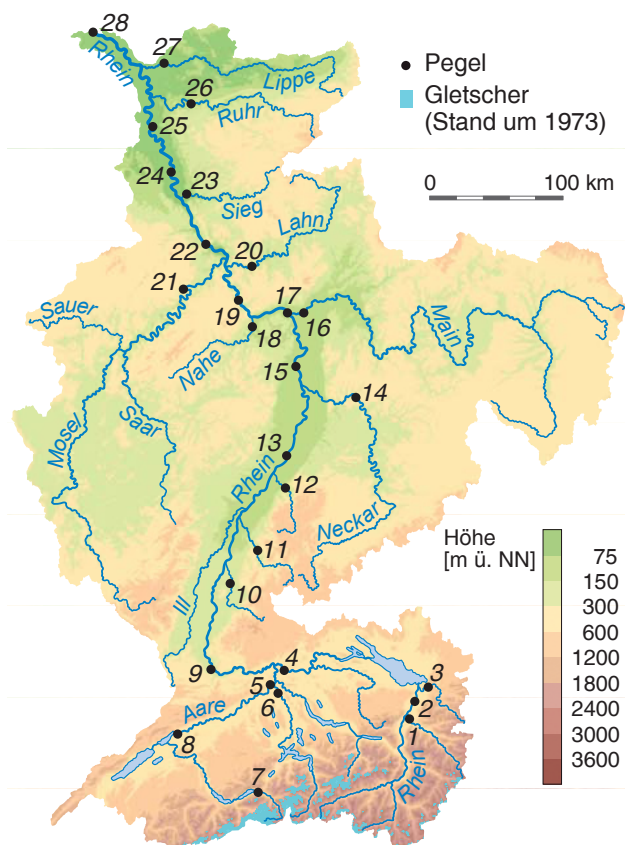 28
27
Rhein
Lippe
26
Ruhr
25
24
23
Sieg
Lahn
22
20
21
Sauer
19
17
16
18
Main
Nahe
15
14
Mosel
Saar
13
Rhein
12
Neckar
11
10
Ill
9
4
3
5
6
2
Aare
1
8
7
Rhein
Pegel
Gletscher
(Stand um 1973)
0 100 km
Höhe
[m ü. NN]
75
150
300
600
1200
1800
2400
3000
3600